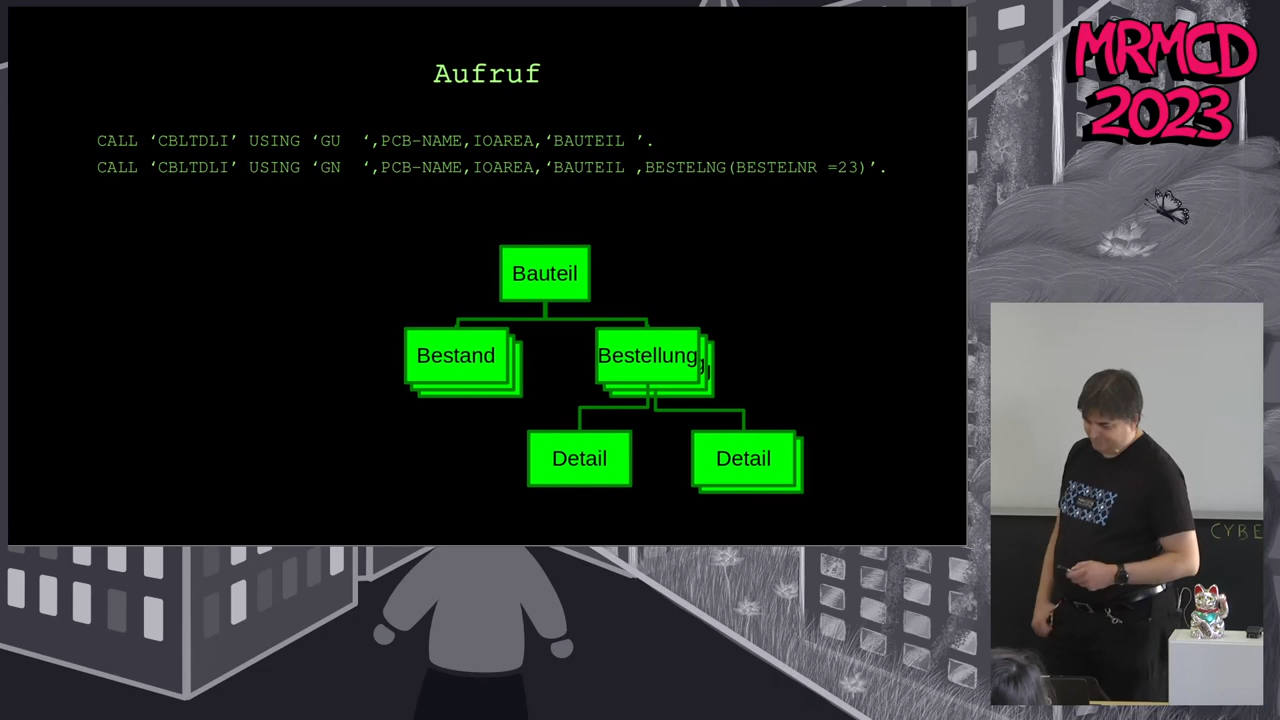 Aufruf
CALL ‘CBLTDLI’ USING ‘GU  ‘,PCB-NAME,IOAREA,‘BAUTEIL ’.
CALL ‘CBLTDLI’ USING ‘GN  ‘,PCB-NAME,IOAREA,‘BAUTEIL ,BESTELNG(BESTELNR =23)’.
Bauteil
Bestand
Bestellung
Detail
Detail
MRMCD
2023
CYBE